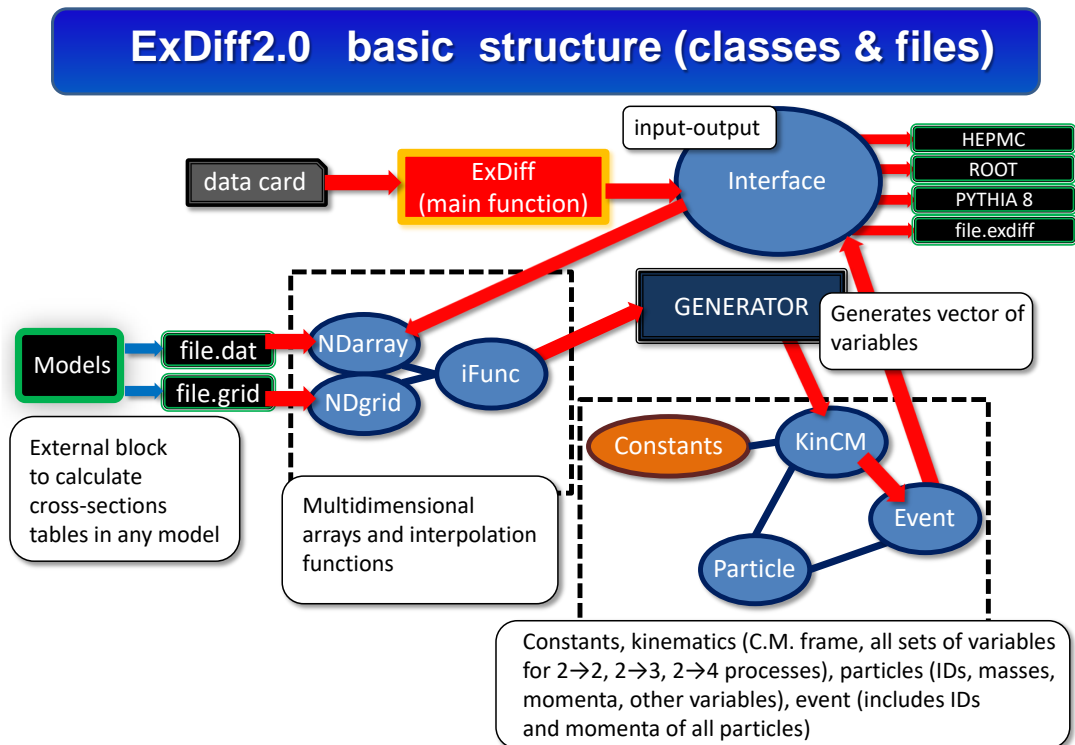 ExDiff2.0 basic structure (classes & files)
input-output
data card
ExDiff
(main function)
Interface
HEPMC
ROOT
PYTHIA 8
file.exdiff
GENERATOR
Generates vector of
variables
Models
file.dat
file.grid
NDarray
NDgrid
iFunc
External block
to calculate
cross-sections
tables in any model
Multidimensional
arrays and interpolation
functions
Constants
KinCM
Event
Particle
Constants, kinematics (C.M. frame, all sets of variables
for 2→2, 2→3, 2→4 processes), particles (IDs, masses,
momenta, other variables), event (includes IDs
and momenta of all particles)